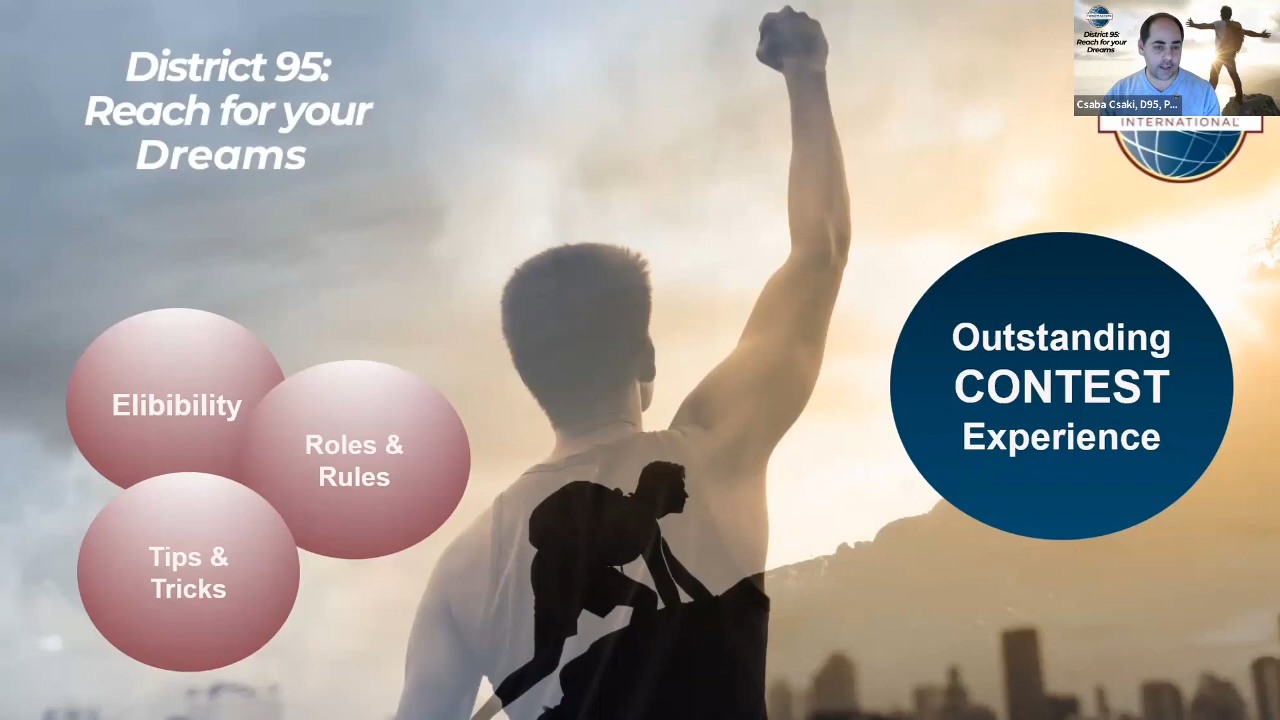 District 95:
Reach for your
Dreams
District 95:
Reach for your
Dreams
Csaba Csaki, D95, P...
INTERNATIONAL
Elibibility
Roles &
Rules
Tips &
Tricks
Outstanding
CONTEST
Experience